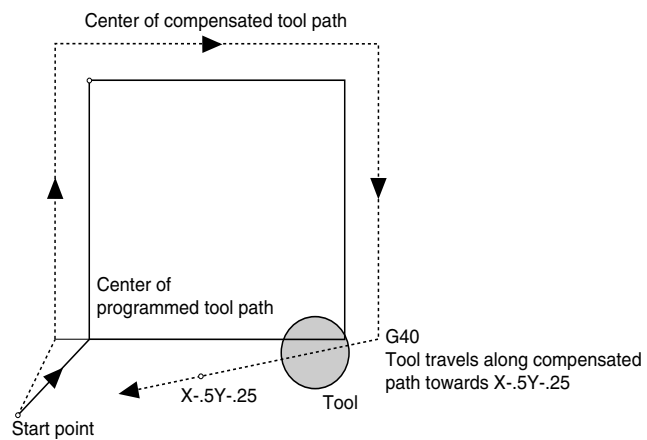 Center of compensated tool path
Center of
programmed tool path
G40
Tool travels along compensated
path towards X-.5Y-.25
X-.5Y-.25
Tool
Start point